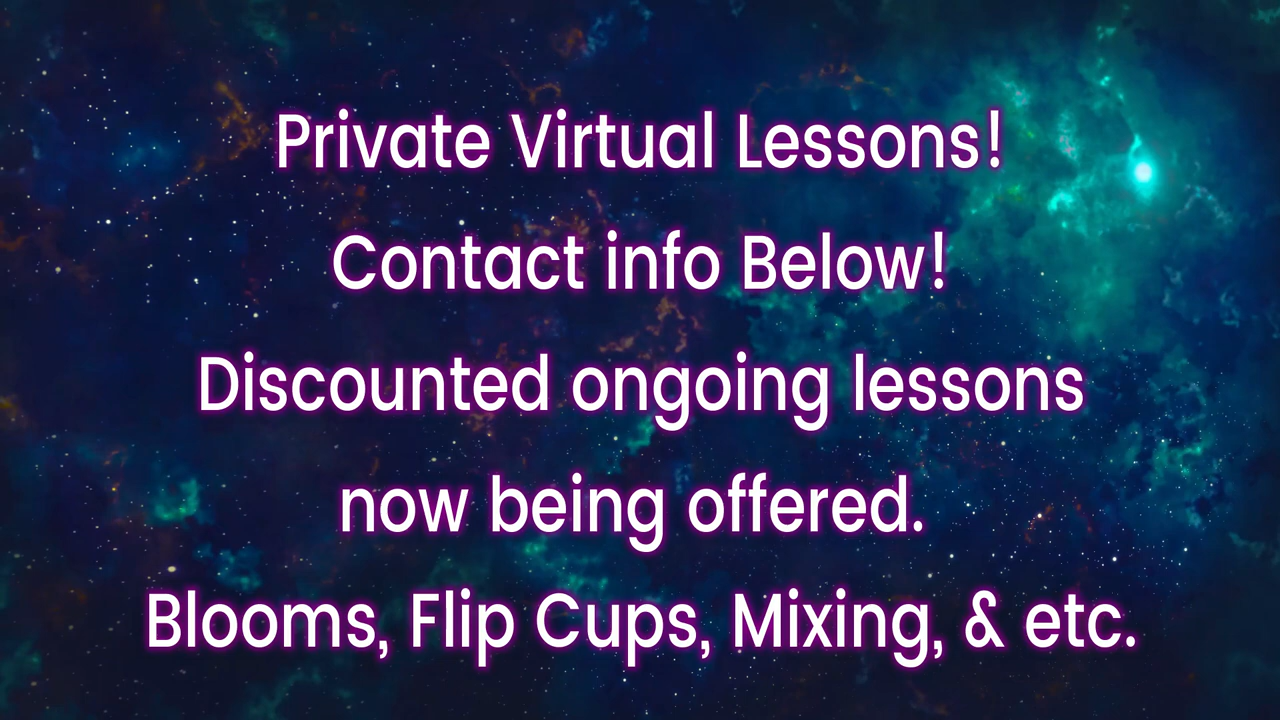 Private Virtual Lessons!
Contact info Below!
Discounted ongoing lessons
now being offered.
Blooms, Flip Cups, Mixing, & etc.